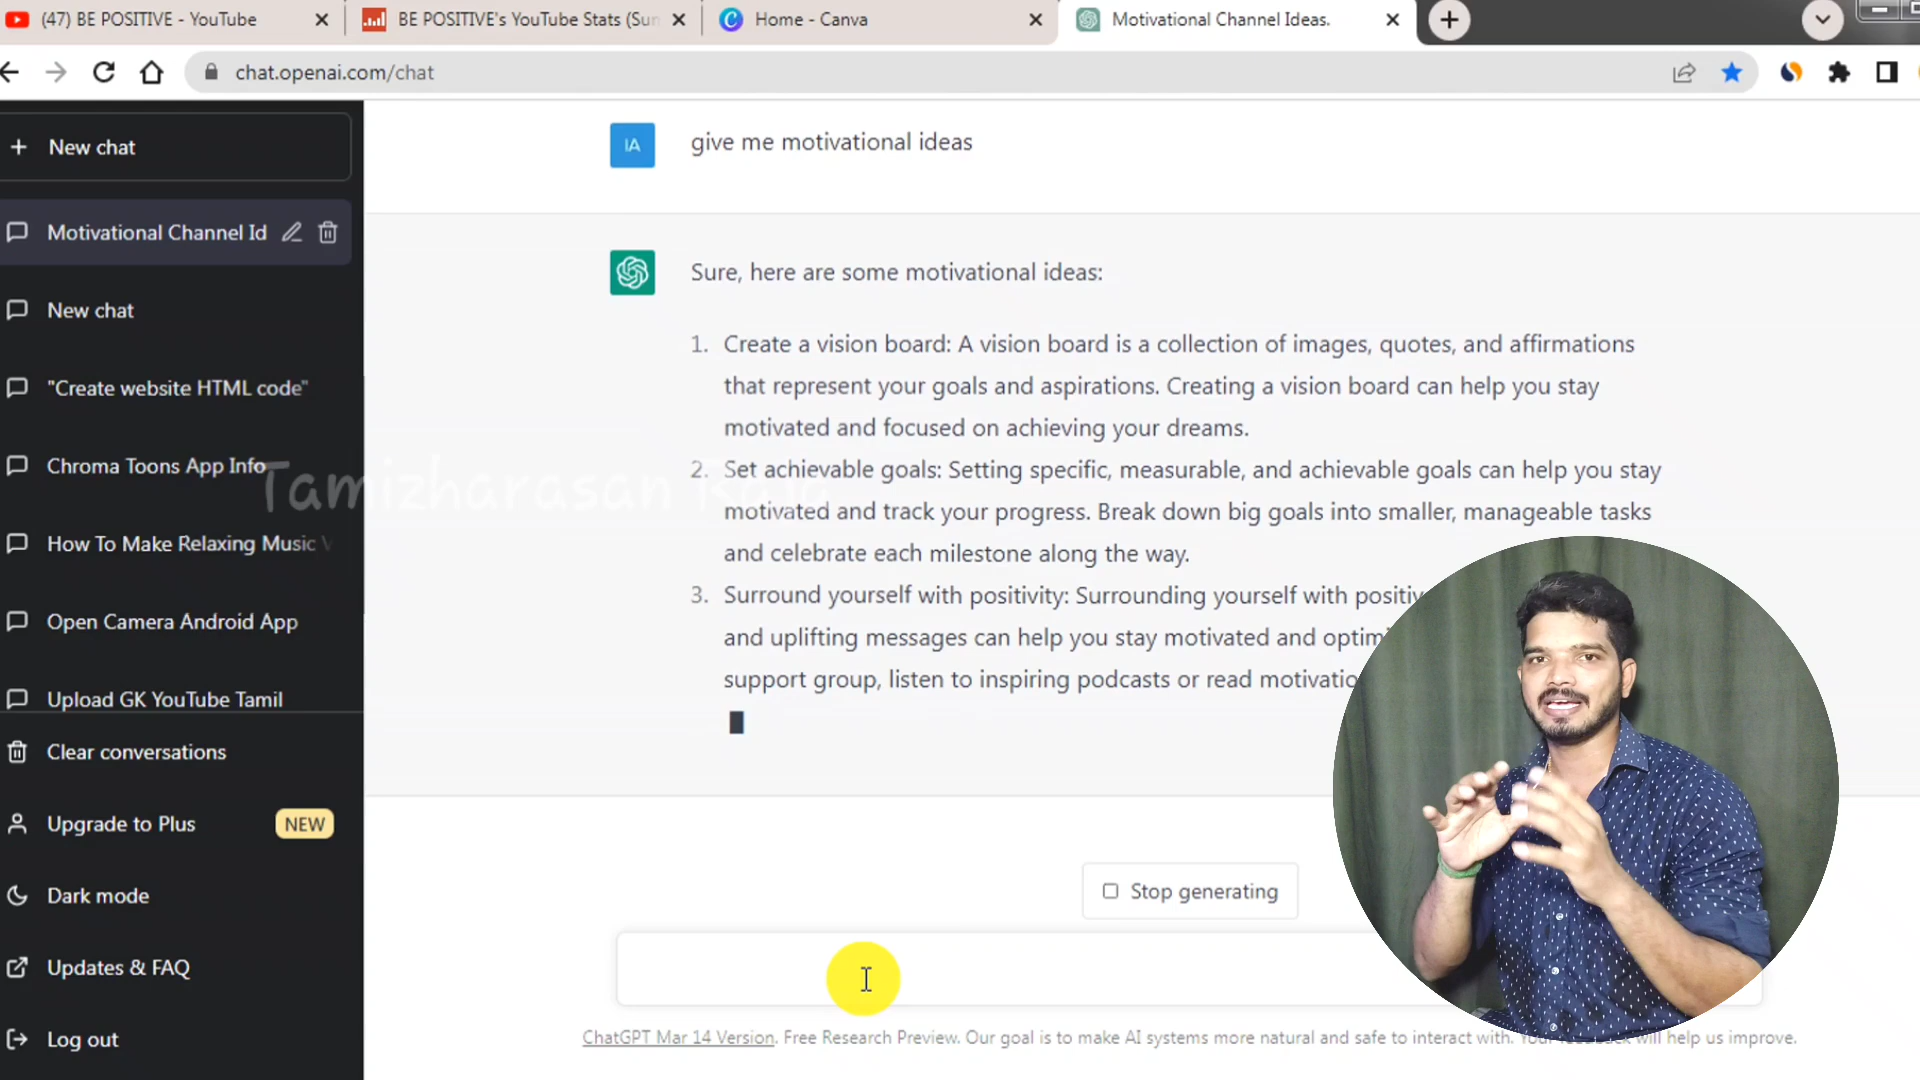 (47) BE POSITIVE - YouTube
BE POSITIVE's YouTube Stats (Sun
Home - Canva
Motivational Channel Ideas.
chat.openai.com/chat
New chat
Motivational Channel Id
New chat
"Create website HTML code"
Chroma Toons App Info
How To Make Relaxing Music V
Open Camera Android App
Upload GK YouTube Tamil
Clear conversations
Upgrade to Plus NEW
Dark mode
Updates & FAQ
Log out
IA
give me motivational ideas
Sure, here are some motivational ideas:
1. Create a vision board: A vision board is a collection of images, quotes, and affirmations
that represent your goals and aspirations. Creating a vision board can help you stay
motivated and focused on achieving your dreams.
2. Set achievable goals: Setting specific, measurable, and achievable goals can help you stay
motivated and track your progress. Break down big goals into smaller, manageable tasks
and celebrate each milestone along the way.
3. Surround yourself with positivity: Surrounding yourself with positiv
and uplifting messages can help you stay motivated and optimi
support group, listen to inspiring podcasts or read motivatio
Tamizharasan Raja
Stop generating
ChatGPT Mar 14 Version. Free Research Preview. Our goal is to make AI systems more natural and safe to interact with. Your feedback will help us improve.